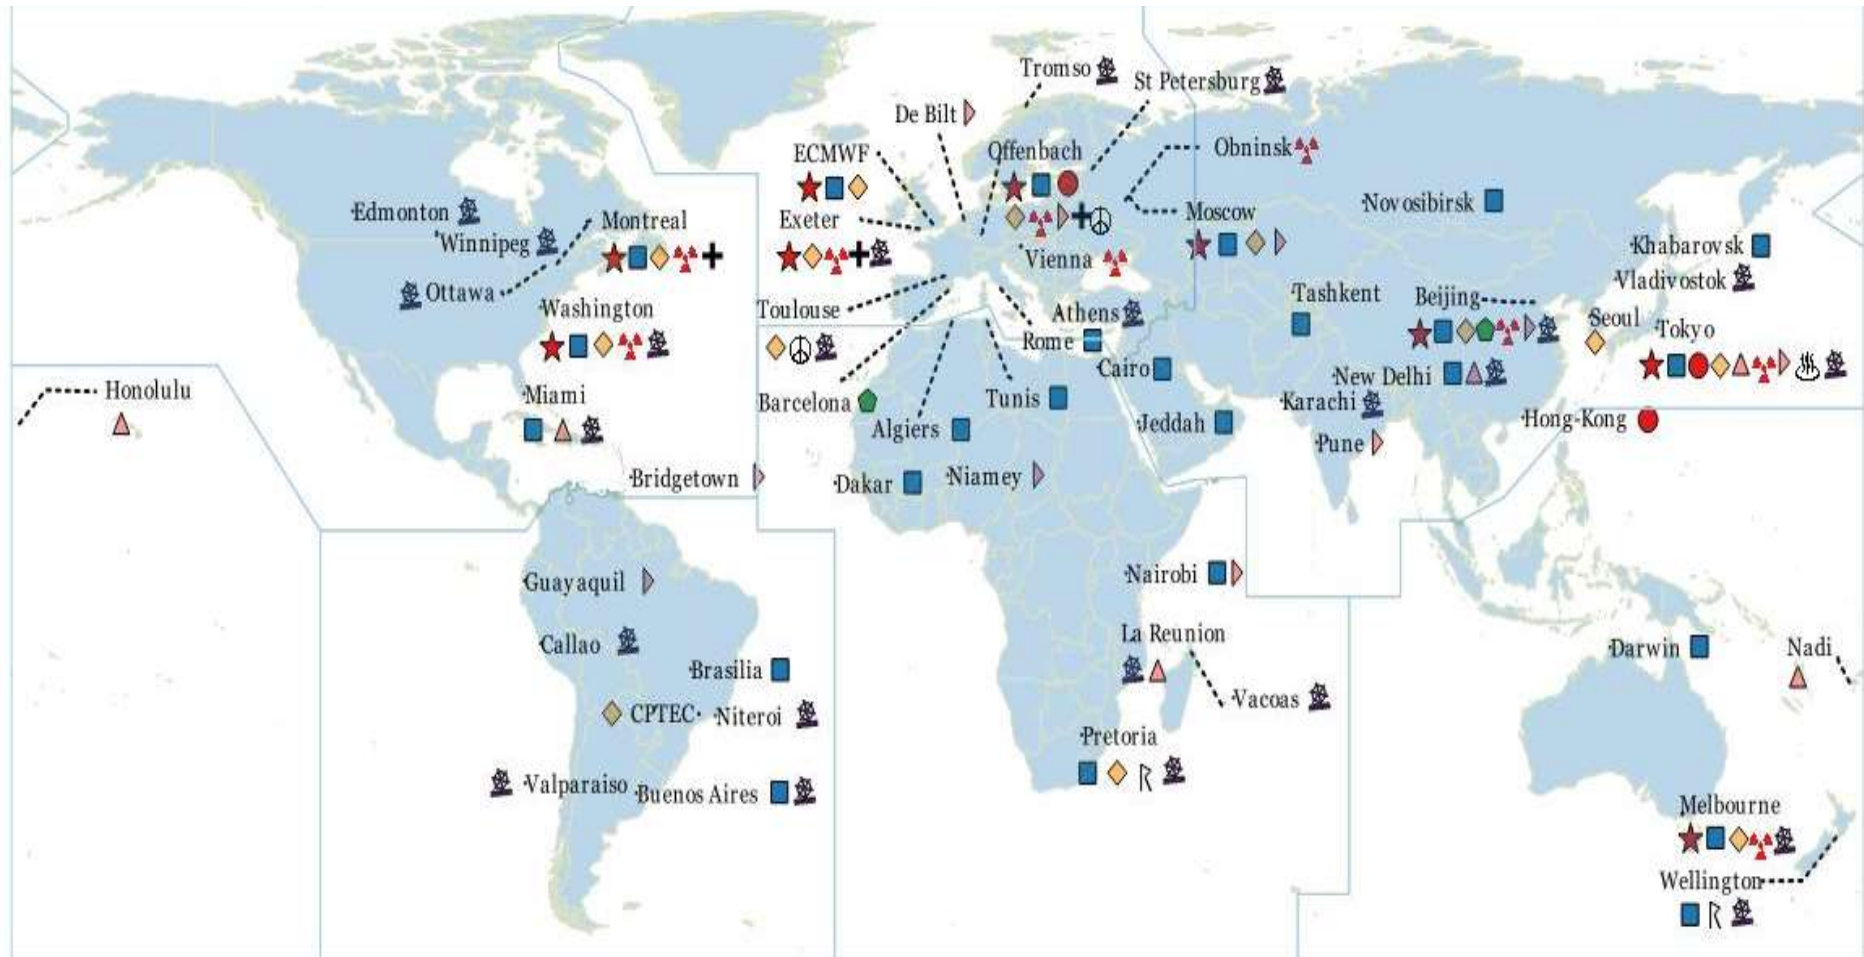 Tromso
St Petersburg
De Bilt
ECMWF
Offenbach
Obninsk
Novosibirsk
Edmonton
Montreal
Exeter
Moscow
Winnipeg
Khabarovsk
Vienna
Vladivostok
Ottawa
Tashkent
Beijing
Washington
Toulouse
Athens
Seoul
Tokyo
Rome
Cairo
New Delhi
Honolulu
Miami
Barcelona
Tunis
Karachi
Hong-Kong
Algiers
Jeddah
Pune
Bridgetown
Dakar
Niamey
Guayaquil
Nairobi
La Reunion
Callao
Brasilia
Darwin
Nadi
Vacoas
CPTEC
Niteroi
Pretoria
Valparaiso
Buenos Aires
Melbourne
Wellington